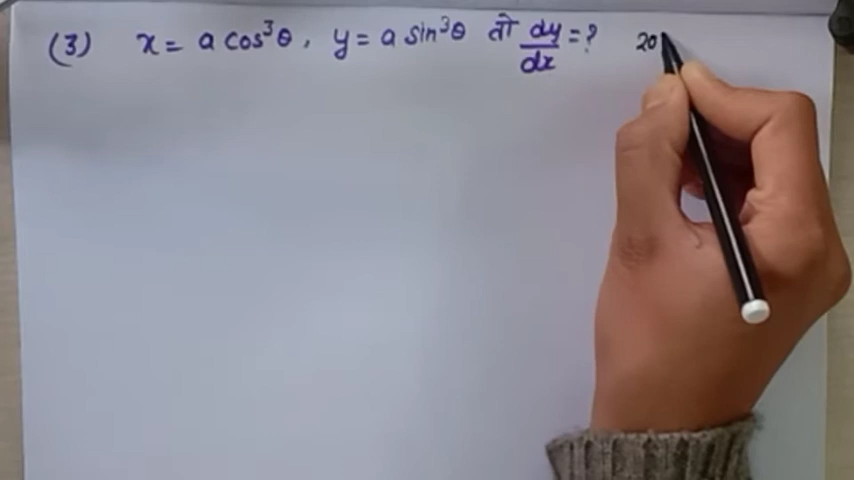 (3) x = a cos³θ, y = a sin³θ तो dy/dx = ? 20